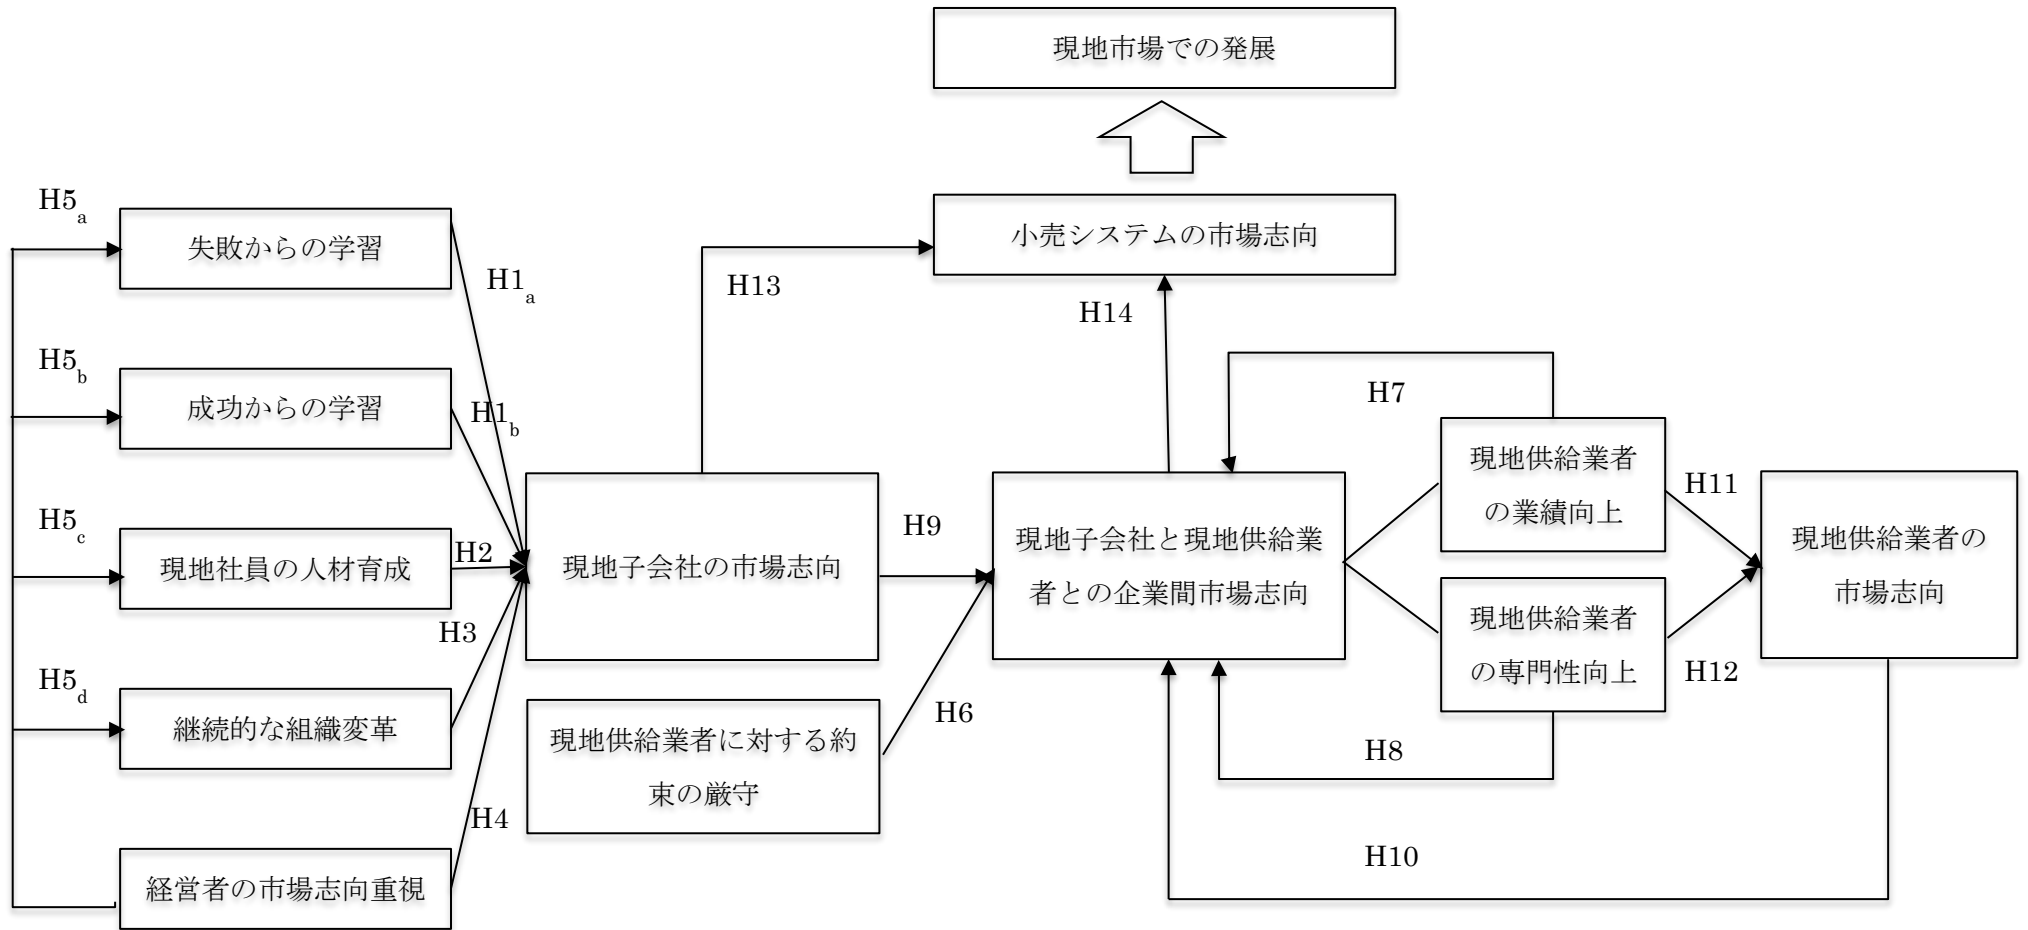 現地市場での発展
小売システムの市場志向
H5a
失敗からの学習
H1a
H13
H14
H5b
成功からの学習
H1b
H7
H5c
現地社員の人材育成
H2
現地子会社の市場志向
H9
現地子会社と現地供給業
者との企業間市場志向
現地供給業者
の業績向上
H11
現地供給業者の
市場志向
現地供給業者
の専門性向上
H12
H3
H5d
継続的な組織変革
現地供給業者に対する約
束の厳守
H6
H8
H4
経営者の市場志向重視
H10